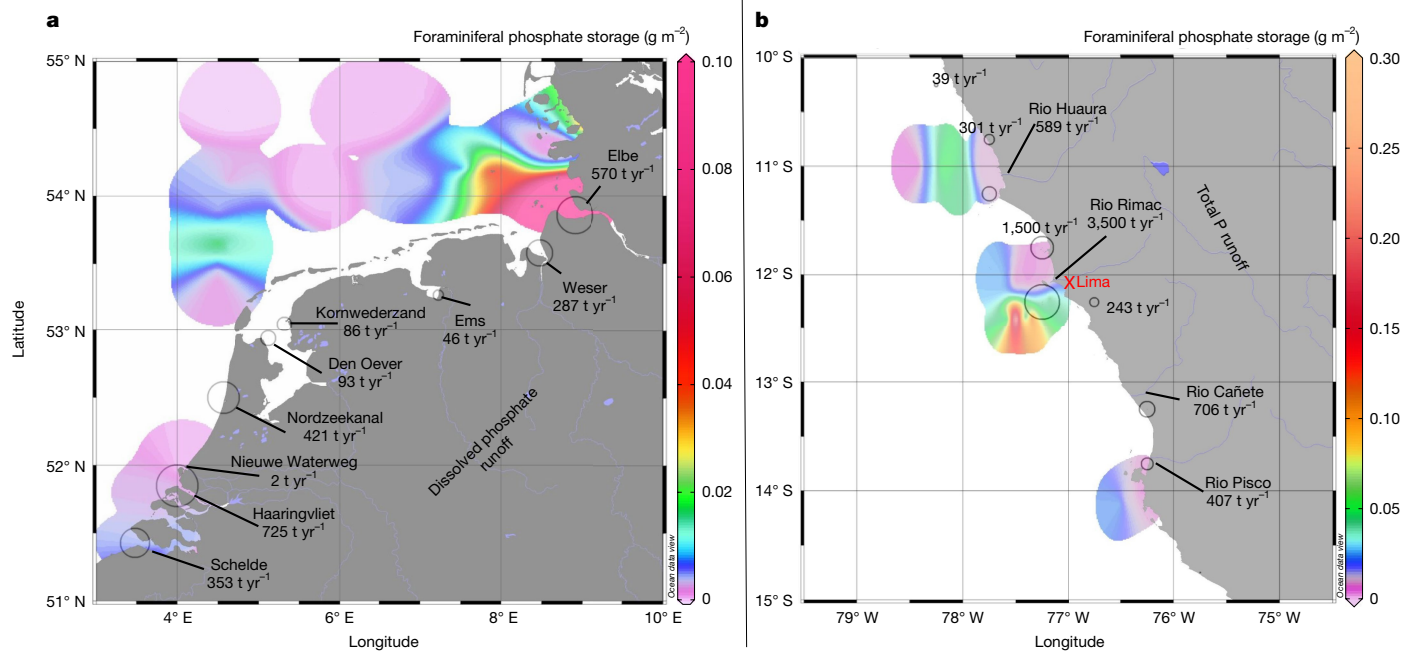 a
Foraminiferal phosphate storage (g m⁻²)
55° N
54° N
53° N
52° N
51° N
Latitude
4° E
6° E
8° E
10° E
Longitude
Elbe
570 t yr⁻¹
Weser
287 t yr⁻¹
Ems
46 t yr⁻¹
Kornwederzand
86 t yr⁻¹
Den Oever
93 t yr⁻¹
Nordzeekanal
421 t yr⁻¹
Nieuwe Waterweg
2 t yr⁻¹
Haaringvliet
725 t yr⁻¹
Schelde
353 t yr⁻¹
Dissolved phosphate
runoff
Ocean data view
0.10
0.08
0.06
0.04
0.02
0
b
Foraminiferal phosphate storage (g m⁻²)
10° S
11° S
12° S
13° S
14° S
15° S
79° W
78° W
77° W
76° W
75° W
Longitude
39 t yr⁻¹
Rio Huaura
589 t yr⁻¹
301 t yr⁻¹
Rio Rimac
3,500 t yr⁻¹
1,500 t yr⁻¹
XLima
243 t yr⁻¹
Rio Cañete
706 t yr⁻¹
Rio Pisco
407 t yr⁻¹
Total P runoff
Ocean data view
0.30
0.25
0.20
0.15
0.10
0.05
0